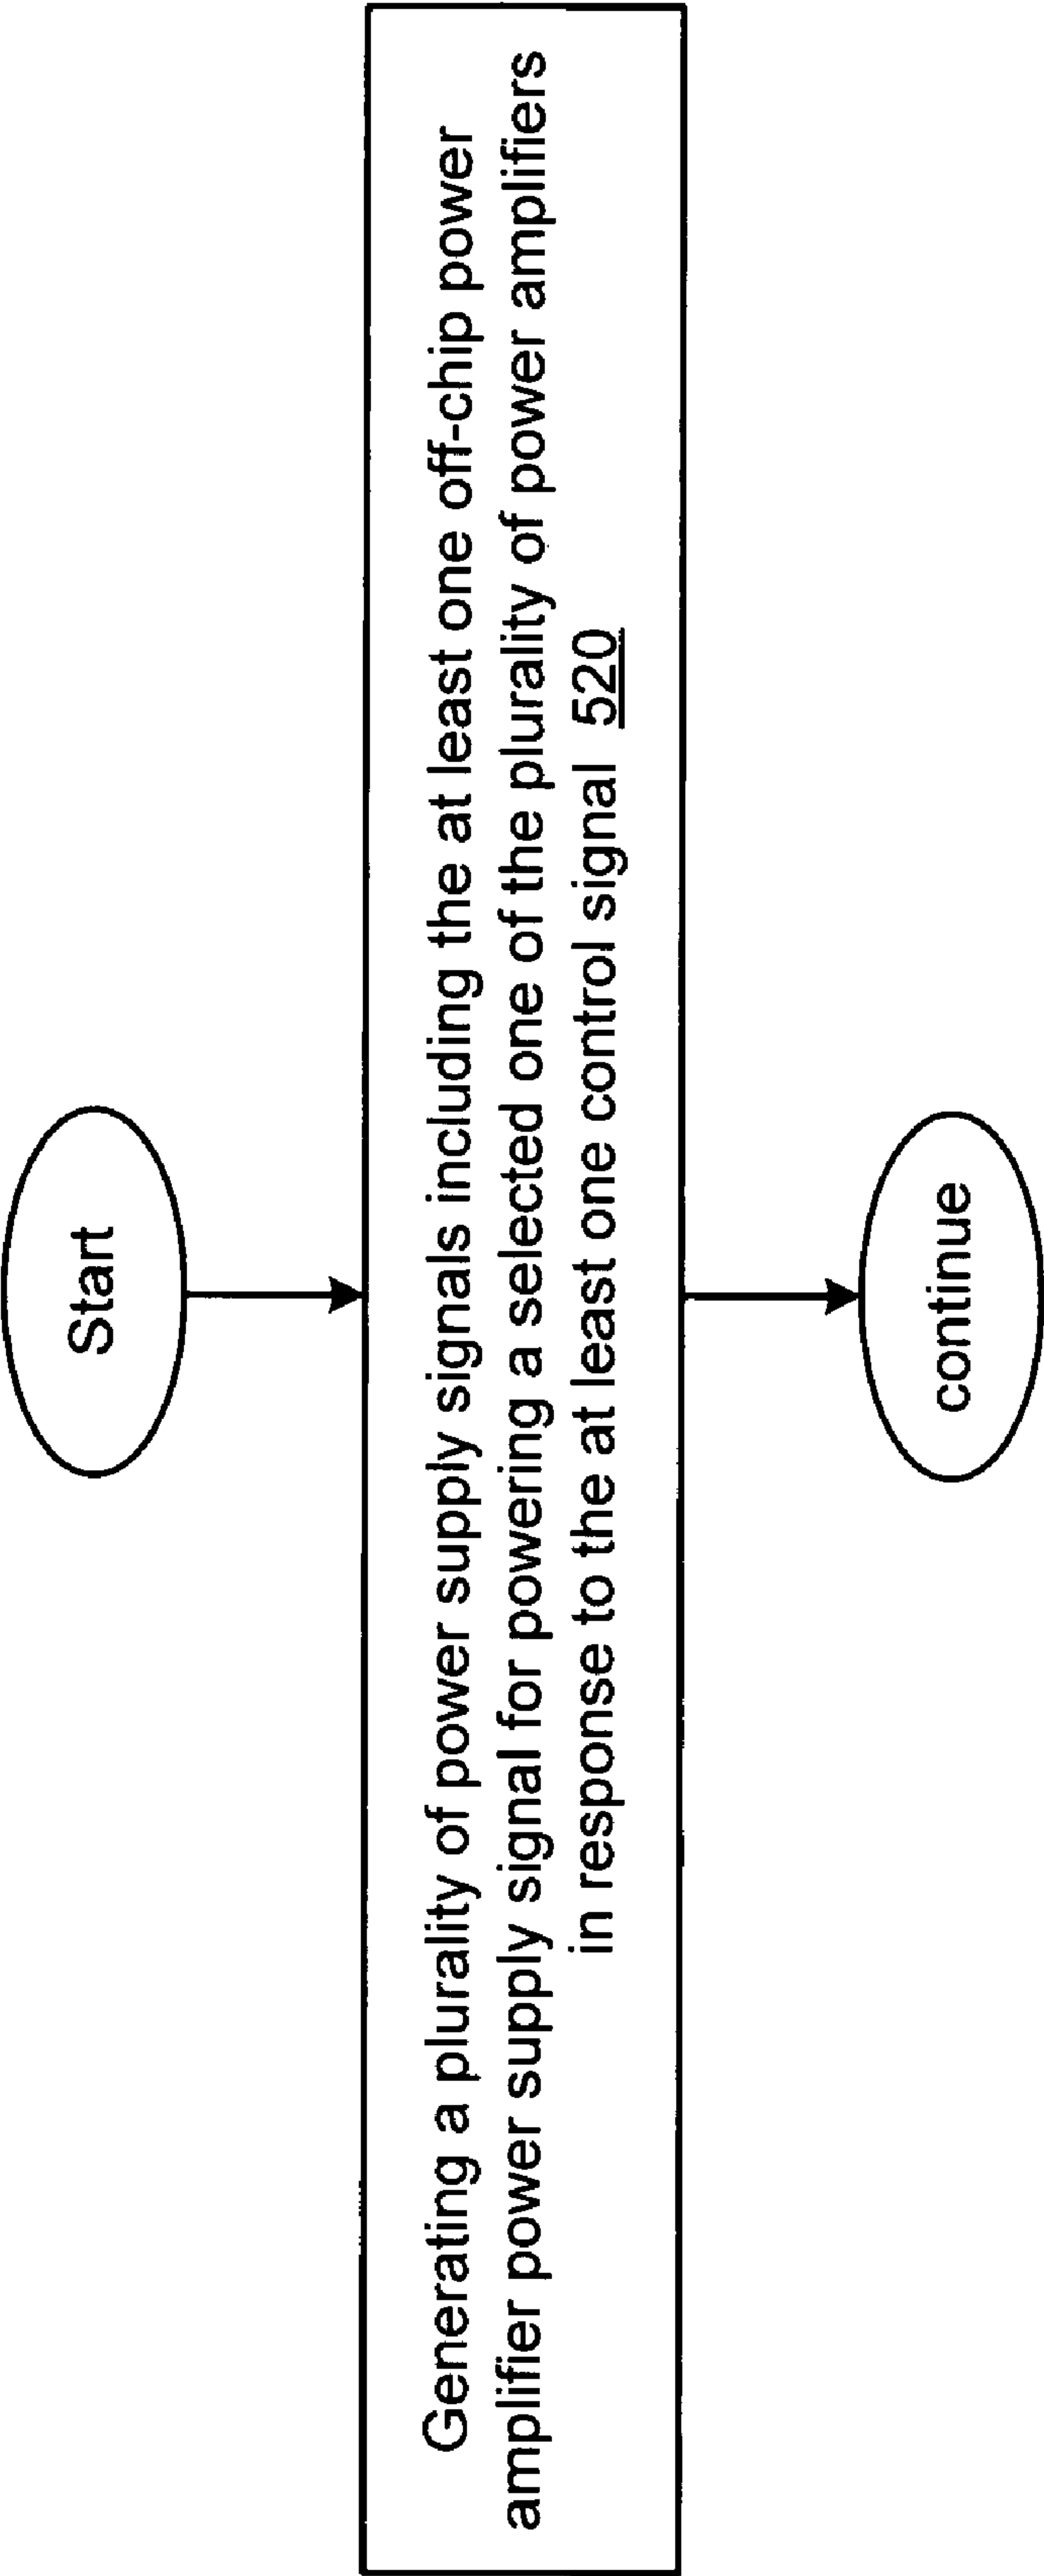 Start
Generating a plurality of power supply signals including the at least one off-chip power
amplifier power supply signal for powering a selected one of the plurality of power amplifiers
in response to the at least one control signal 520
continue